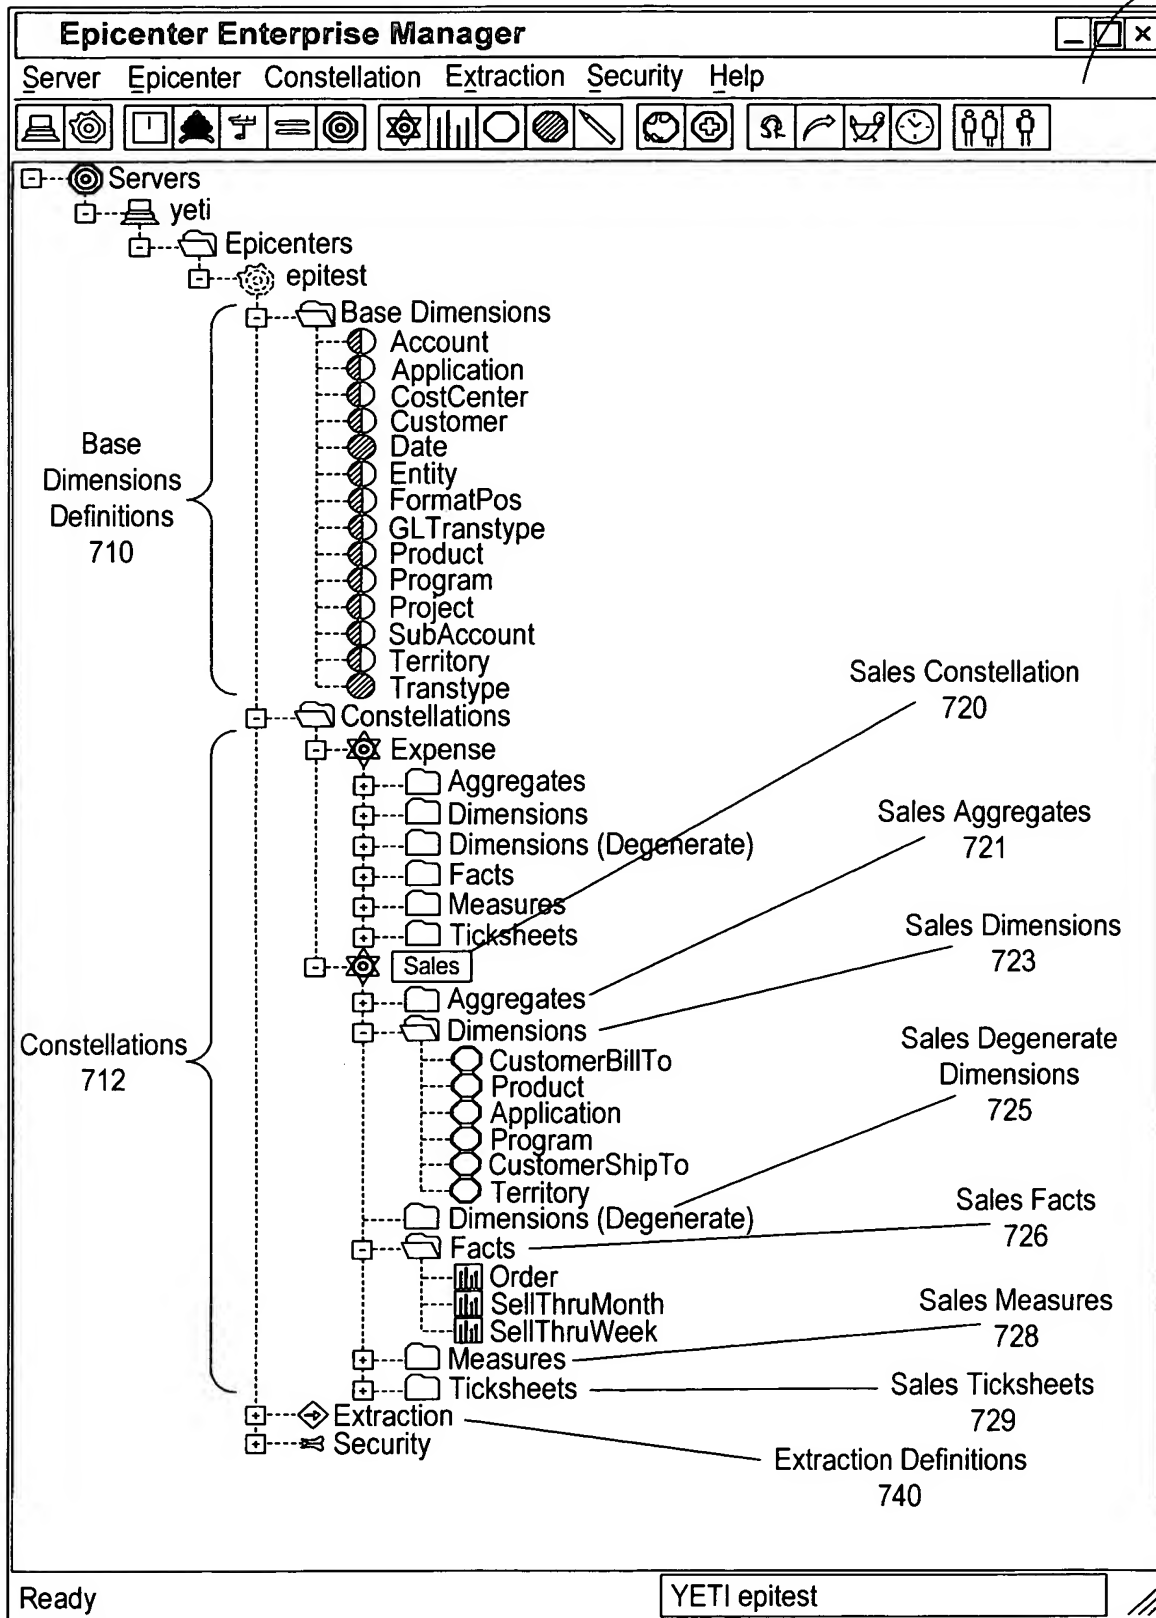 Epicenter Enterprise Manager
Server Epicenter Constellation Extraction Security Help
Servers
yeti
Epicenters
epitest
Base Dimensions
Account
Application
CostCenter
Customer
Date
Entity
FormatPos
GLTranstype
Product
Program
Project
SubAccount
Territory
Transtype
Base
Dimensions
Definitions
710
Constellations
Expense
Aggregates
Dimensions
Dimensions (Degenerate)
Facts
Measures
Ticksheets
Sales
Aggregates
Dimensions
CustomerBillTo
Product
Application
Program
CustomerShipTo
Territory
Dimensions (Degenerate)
Facts
Order
SellThruMonth
SellThruWeek
Measures
Ticksheets
Constellations
712
Extraction
Security
Sales Constellation
720
Sales Aggregates
721
Sales Dimensions
723
Sales Degenerate
Dimensions
725
Sales Facts
726
Sales Measures
728
Sales Ticksheets
729
Extraction Definitions
740
Ready
YETI epitest